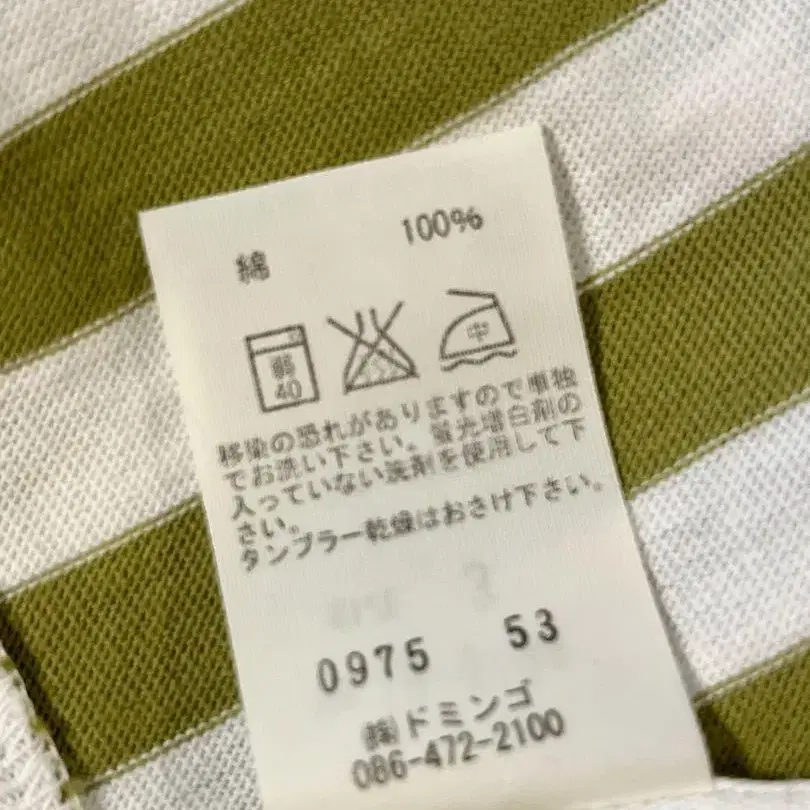 綿 100%
弱
40
中
移染の恐れがありますので単独
でお洗い下さい。蛍光増白剤の
入っていない洗剤を使用して下
さい。
タンブラー乾燥はおさけ下さい。
0975 53
㈱ドミンゴ
086-472-2100